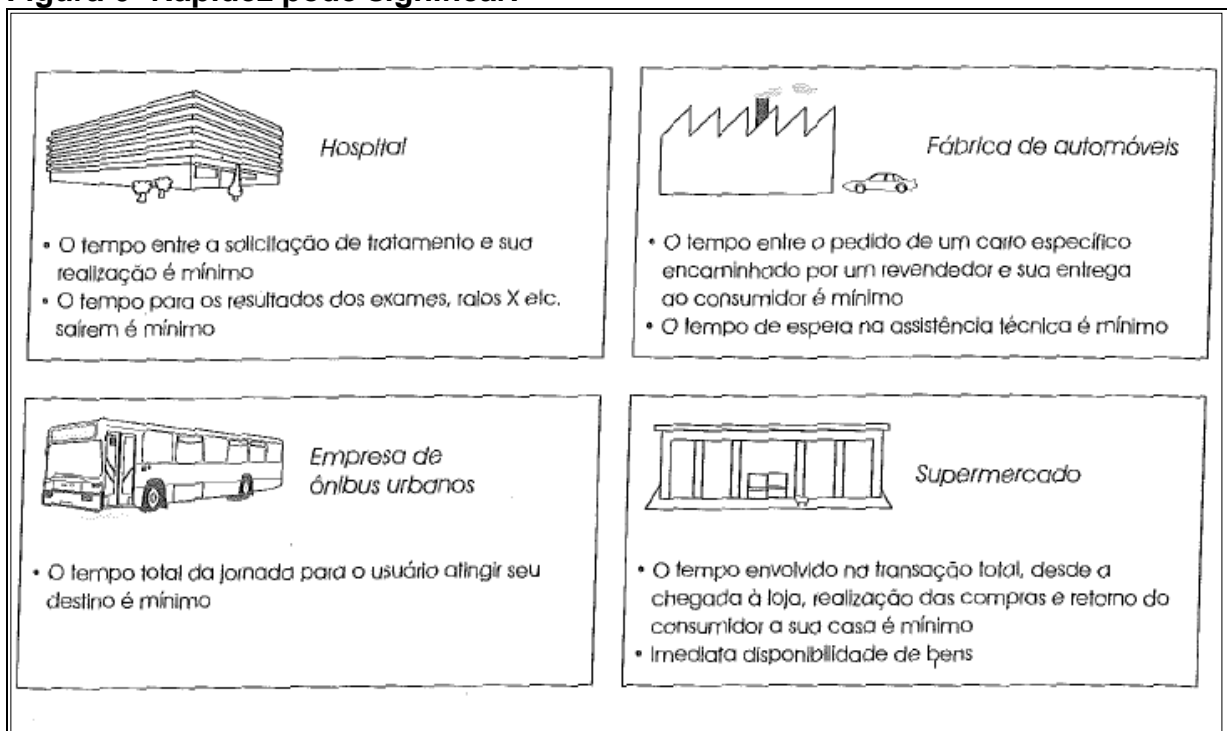 Hospital
• O tempo entre a solicitação de tratamento e sua
realização é mínimo
• O tempo para os resultados dos exames, raios X etc.
saírem é mínimo
Fábrica de automóveis
• O tempo entre o pedido de um carro específico
encaminhado por um revendedor e sua entrega
ao consumidor é mínimo
• O tempo de espera na assistência técnica é mínimo
Empresa de
ônibus urbanos
• O tempo total da jornada para o usuário atingir seu
destino é mínimo
Supermercado
• O tempo envolvido na transação total, desde a
chegada à loja, realização das compras e retorno do
consumidor a sua casa é mínimo
• Imediata disponibilidade de bens